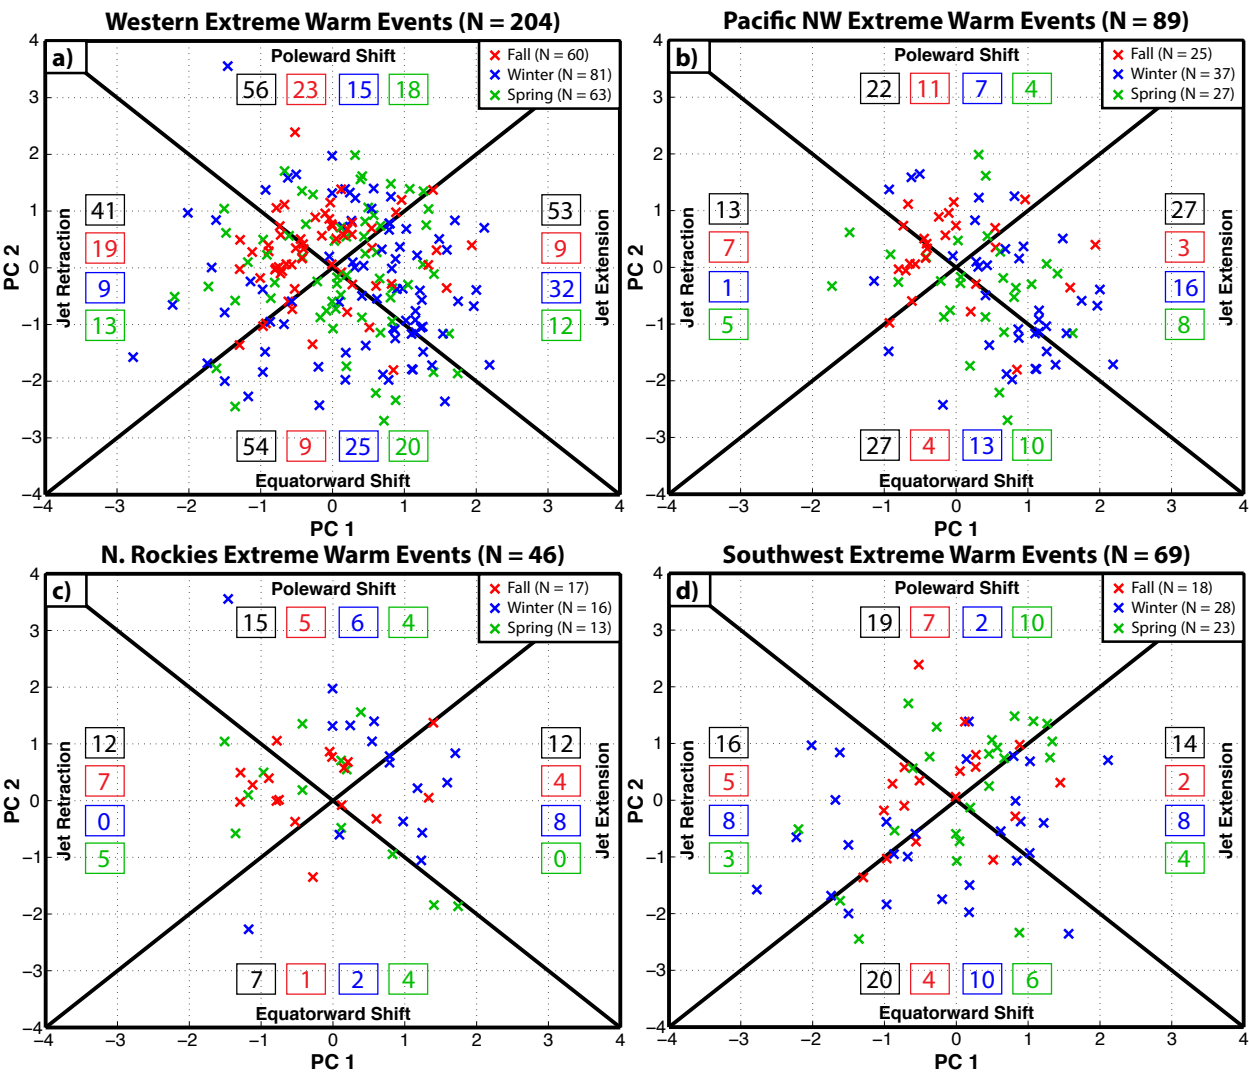 Western Extreme Warm Events (N = 204)
a)
Poleward Shift
Fall (N = 60)
Winter (N = 81)
Spring (N = 63)
56 23 15 18
Jet Retraction
41
19
9
13
Jet Extension
53
9
32
12
54 9 25 20
Equatorward Shift
PC 2
4
3
2
1
0
−1
−2
−3
−4
−4 −3 −2 −1 0 1 2 3 4
PC 1
Pacific NW Extreme Warm Events (N = 89)
b)
Poleward Shift
Fall (N = 25)
Winter (N = 37)
Spring (N = 27)
22 11 7 4
Jet Retraction
13
7
1
5
Jet Extension
27
3
16
8
27 4 13 10
Equatorward Shift
PC 2
4
3
2
1
0
−1
−2
−3
−4
−4 −3 −2 −1 0 1 2 3 4
PC 1
N. Rockies Extreme Warm Events (N = 46)
c)
Poleward Shift
Fall (N = 17)
Winter (N = 16)
Spring (N = 13)
15 5 6 4
Jet Retraction
12
7
0
5
Jet Extension
12
4
8
0
7 1 2 4
Equatorward Shift
PC 2
4
3
2
1
0
−1
−2
−3
−4
−4 −3 −2 −1 0 1 2 3 4
PC 1
Southwest Extreme Warm Events (N = 69)
d)
Poleward Shift
Fall (N = 18)
Winter (N = 28)
Spring (N = 23)
19 7 2 10
Jet Retraction
16
5
8
3
Jet Extension
14
2
8
4
20 4 10 6
Equatorward Shift
PC 2
4
3
2
1
0
−1
−2
−3
−4
−4 −3 −2 −1 0 1 2 3 4
PC 1